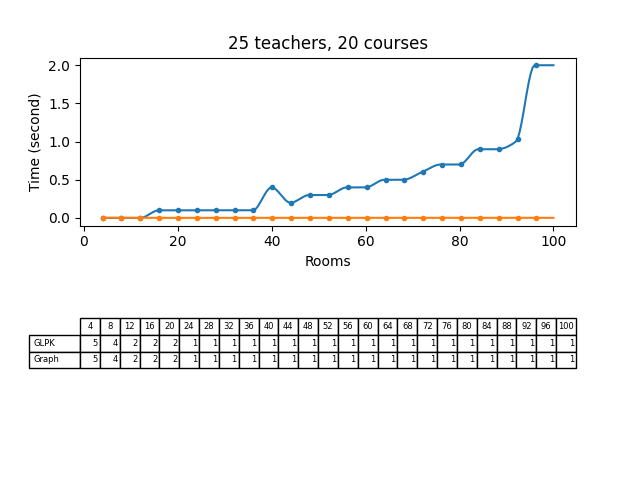 25 teachers, 20 courses
2.0
1.5
1.0
0.5
0.0
Time (second)
0 20 40 60 80 100
Rooms
4 8 12 16 20 24 28 32 36 40 44 48 52 56 60 64 68 72 76 80 84 88 92 96 100
GLPK 5 4 2 2 2 1 1 1 1 1 1 1 1 1 1 1 1 1 1 1 1 1 1 1 1
Graph 5 4 2 2 2 1 1 1 1 1 1 1 1 1 1 1 1 1 1 1 1 1 1 1 1